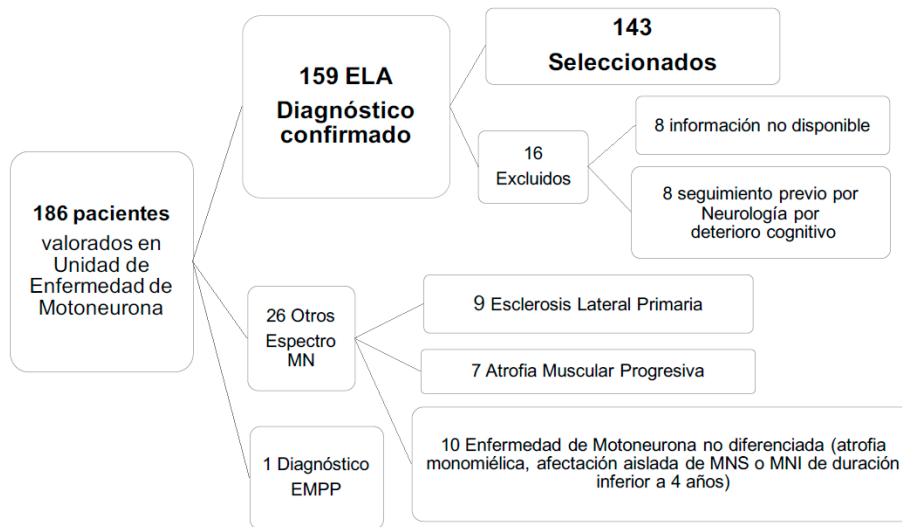 186 pacientes
valorados en
Unidad de
Enfermedad de
Motoneurona
159 ELA
Diagnóstico
confirmado
143
Seleccionados
16
Excluidos
8 información no disponible
8 seguimiento previo por
Neurología por
deterioro cognitivo
26 Otros
Espectro
MN
9 Esclerosis Lateral Primaria
7 Atrofia Muscular Progresiva
10 Enfermedad de Motoneurona no diferenciada (atrofia
monomiélica, afectación aislada de MNS o MNI de duración
inferior a 4 años)
1 Diagnóstico
EMPP